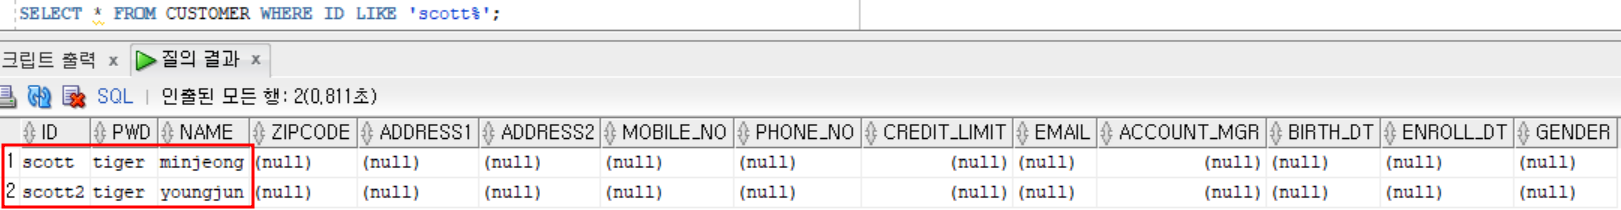 SELECT * FROM CUSTOMER WHERE ID LIKE 'scott%';
크립트 출력 x 질의 결과 x
SQL | 인출된 모든 행: 2(0,811초)
ID PWD NAME ZIPCODE ADDRESS1 ADDRESS2 MOBILE_NO PHONE_NO CREDIT_LIMIT EMAIL ACCOUNT_MGR BIRTH_DT ENROLL_DT GENDER
1 scott tiger minjeong (null) (null) (null) (null) (null) (null) (null) (null) (null) (null) (null)
2 scott2 tiger youngjun (null) (null) (null) (null) (null) (null) (null) (null) (null) (null) (null)